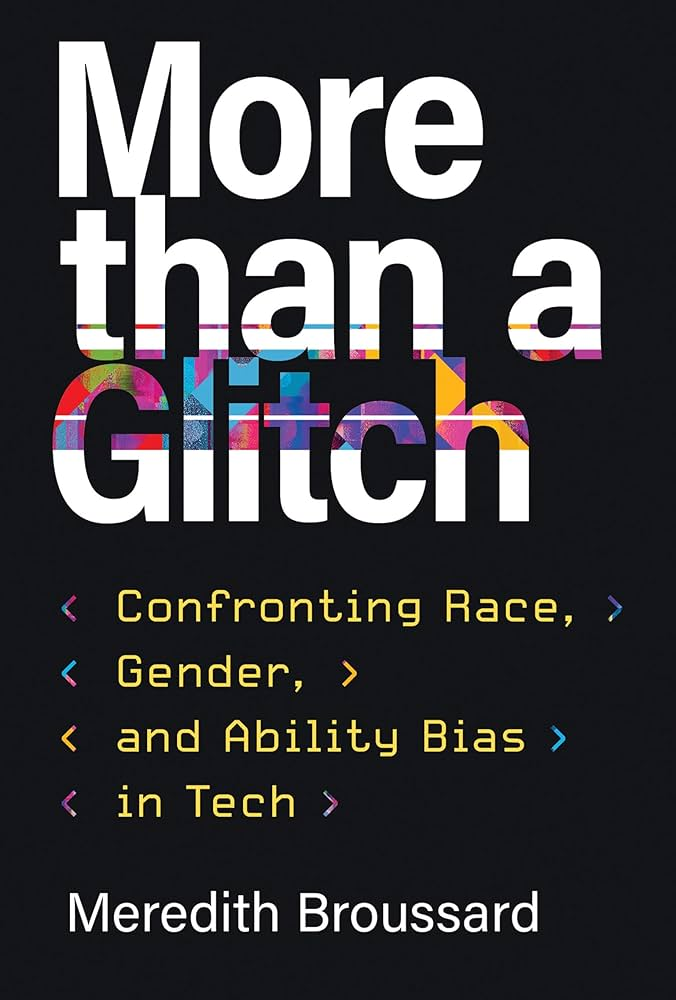 More
than a
Glitch
< Confronting Race, >
< Gender, >
< and Ability Bias >
< in Tech >
Meredith Broussard